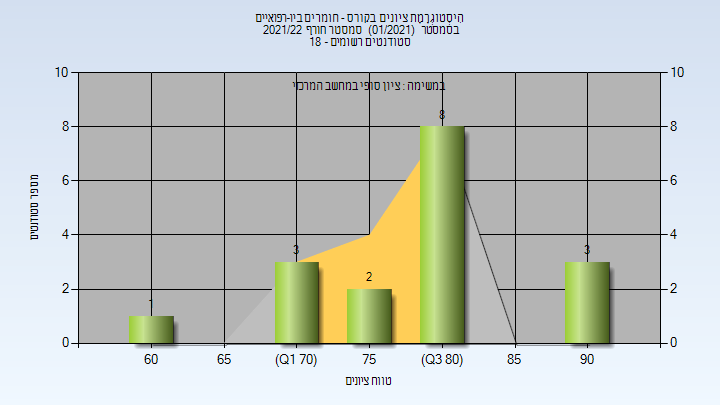 היסטוגרמת ציונים בקורס - חומרים ביו-רפואיים
בסמסטר (01/2021) סמסטר חורף 2021/22
סטודנטים רשומים - 18
במשימה : ציון סופי במחשב המרכזי
10 10
8 8
6 6
4 4
2 2
0 0
1 3 2 8 3
מספר סטודנטים
60 65 (Q1 70) 75 (Q3 80) 85 90
טווח ציונים